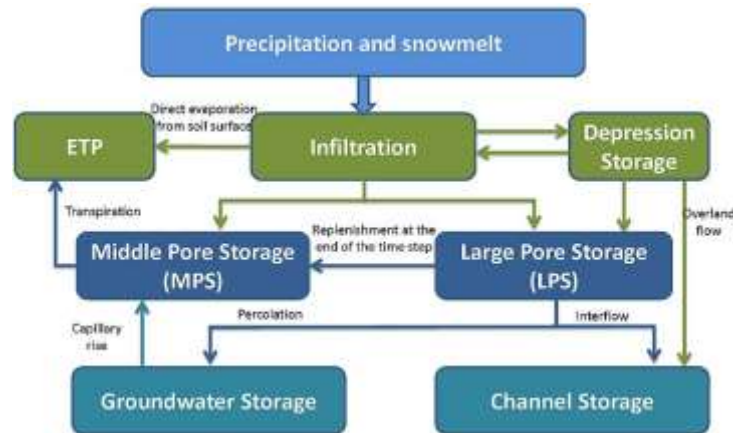 Precipitation and snowmelt
Direct evaporation
from soil surface
ETP
Infiltration
Depression
Storage
Transpiration
Replenishment at the
end of the time-step
Overland
flow
Middle Pore Storage
(MPS)
Large Pore Storage
(LPS)
Capillary
rise
Percolation
Interflow
Groundwater Storage
Channel Storage